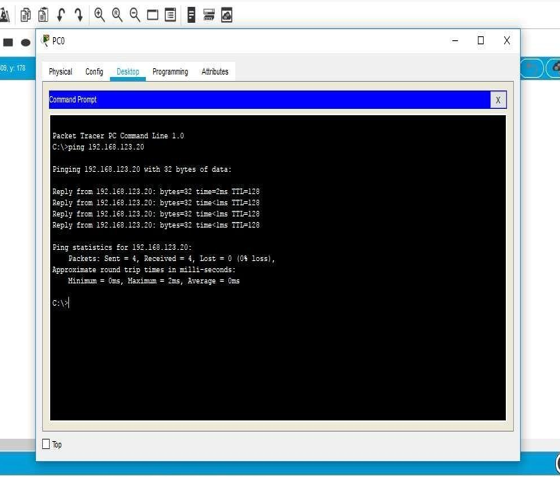 PC0
Physical Config Desktop Programming Attributes
Command Prompt
X
Packet Tracer PC Command Line 1.0
C:\>ping 192.168.123.20
Pinging 192.168.123.20 with 32 bytes of data:
Reply from 192.168.123.20: bytes=32 time=2ms TTL=128
Reply from 192.168.123.20: bytes=32 time<1ms TTL=128
Reply from 192.168.123.20: bytes=32 time<1ms TTL=128
Reply from 192.168.123.20: bytes=32 time<1ms TTL=128
Ping statistics for 192.168.123.20:
Packets: Sent = 4, Received = 4, Lost = 0 (0% loss),
Approximate round trip times in milli-seconds:
Minimum = 0ms, Maximum = 2ms, Average = 0ms
C:\>
Top